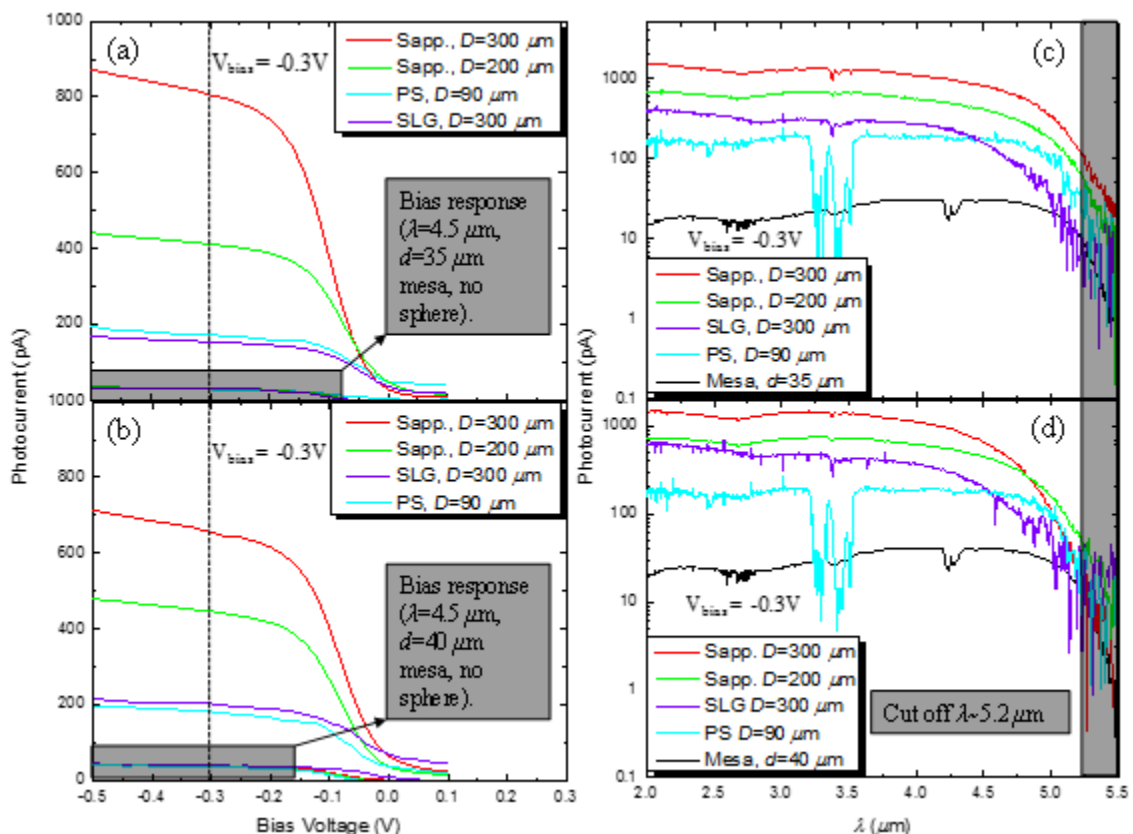 (a)
V_bias = -0.3V
Sapp., D=300 μm
Sapp., D=200 μm
PS, D=90 μm
SLG, D=300 μm
Bias response
(λ=4.5 μm,
d=35 μm
mesa, no
sphere).
1000
800
600
400
200
1000
Photocurrent (pA)
(b)
V_bias = -0.3V
Sapp., D=300 μm
Sapp., D=200 μm
SLG, D=300 μm
PS, D=90 μm
Bias response
(λ=4.5 μm,
d=40 μm
mesa, no
sphere).
800
600
400
200
0
-0.5 -0.4 -0.3 -0.2 -0.1 0.0 0.1 0.2 0.3
Bias Voltage (V)
(c)
1000
100
10
1
0.1
V_bias = -0.3V
Sapp., D=300 μm
Sapp., D=200 μm
SLG, D=300 μm
PS, D=90 μm
Mesa, d=35 μm
Photocurrent (pA)
(d)
1000
100
10
1
0.1
V_bias = -0.3V
Sapp. D=300 μm
Sapp. D=200 μm
SLG D=300 μm
PS D=90 μm
Mesa, d=40 μm
Cut off λ~5.2 μm
2.0 2.5 3.0 3.5 4.0 4.5 5.0 5.5
λ (μm)